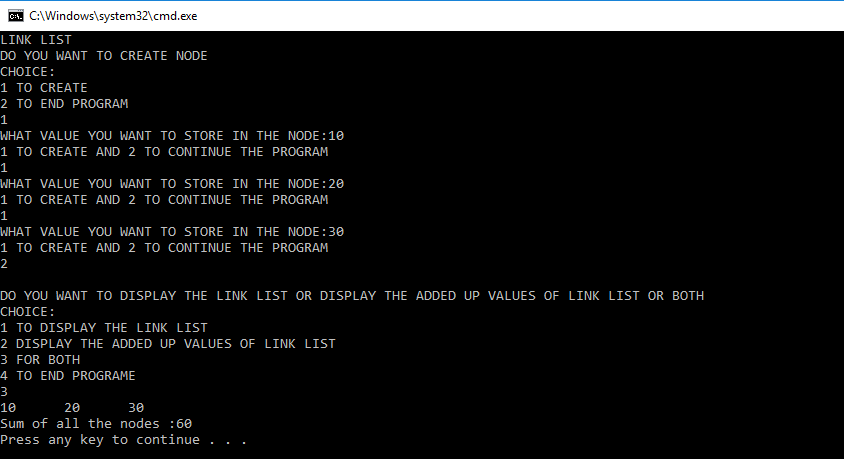 C:\Windows\system32\cmd.exe
LINK LIST
DO YOU WANT TO CREATE NODE
CHOICE:
1 TO CREATE
2 TO END PROGRAM
1
WHAT VALUE YOU WANT TO STORE IN THE NODE:10
1 TO CREATE AND 2 TO CONTINUE THE PROGRAM
1
WHAT VALUE YOU WANT TO STORE IN THE NODE:20
1 TO CREATE AND 2 TO CONTINUE THE PROGRAM
1
WHAT VALUE YOU WANT TO STORE IN THE NODE:30
1 TO CREATE AND 2 TO CONTINUE THE PROGRAM
2
DO YOU WANT TO DISPLAY THE LINK LIST OR DISPLAY THE ADDED UP VALUES OF LINK LIST OR BOTH
CHOICE:
1 TO DISPLAY THE LINK LIST
2 DISPLAY THE ADDED UP VALUES OF LINK LIST
3 FOR BOTH
4 TO END PROGRAME
3
10      20      30
Sum of all the nodes :60
Press any key to continue . . .